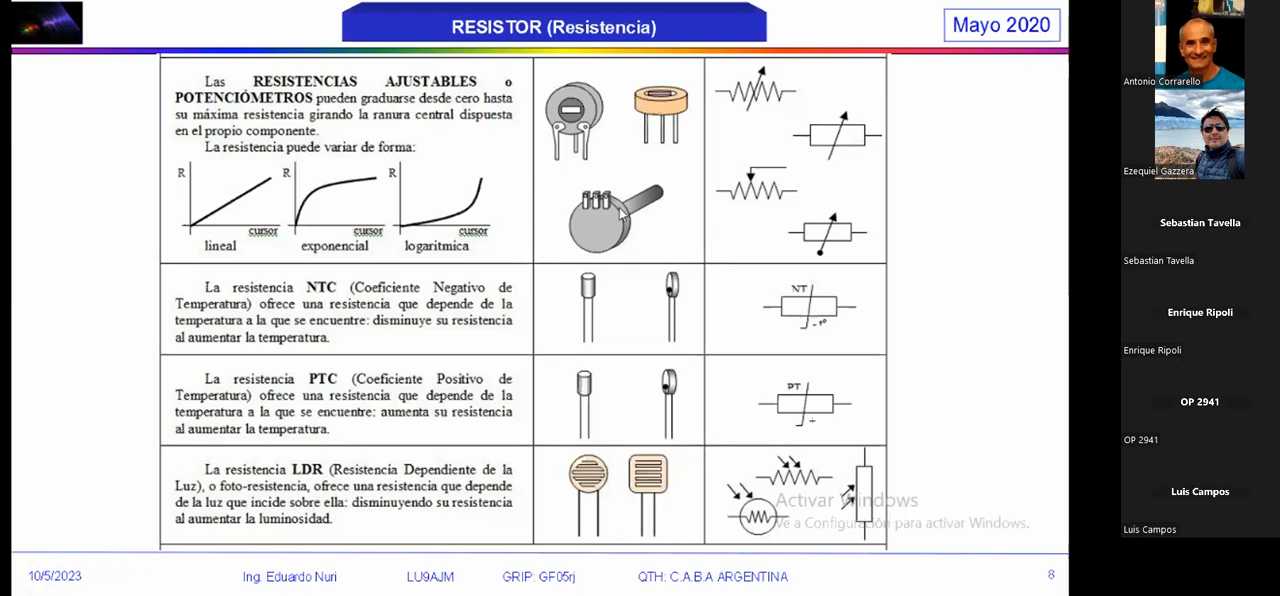 RESISTOR (Resistencia)
Mayo 2020
Las RESISTENCIAS AJUSTABLES o
POTENCIÓMETROS pueden graduarse desde cero hasta
su máxima resistencia girando la ranura central dispuesta
en el propio componente.
La resistencia puede variar de forma:
R
R
R
cursor
cursor
cursor
lineal
exponencial
logarítmica
La resistencia NTC (Coeficiente Negativo de
Temperatura) ofrece una resistencia que depende de la
temperatura a la que se encuentre: disminuye su resistencia
al aumentar la temperatura.
NT
-tº
La resistencia PTC (Coeficiente Positivo de
Temperatura) ofrece una resistencia que depende de la
temperatura a la que se encuentre: aumenta su resistencia
al aumentar la temperatura.
PT
+
La resistencia LDR (Resistencia Dependiente de la
Luz), o foto-resistencia, ofrece una resistencia que depende
de la luz que incide sobre ella: disminuyendo su resistencia
al aumentar la luminosidad.
Activar Windows
Ve a Configuración para activar Windows.
10/5/2023
Ing. Eduardo Nuri
LU9AJM
GRIP: GF05rj
QTH: C.A.B.A ARGENTINA
8
Antonio Corrarello
Ezequiel Gazzera
Sebastian Tavella
Sebastian Tavella
Enrique Ripoli
Enrique Ripoli
OP 2941
OP 2941
Luis Campos
Luis Campos